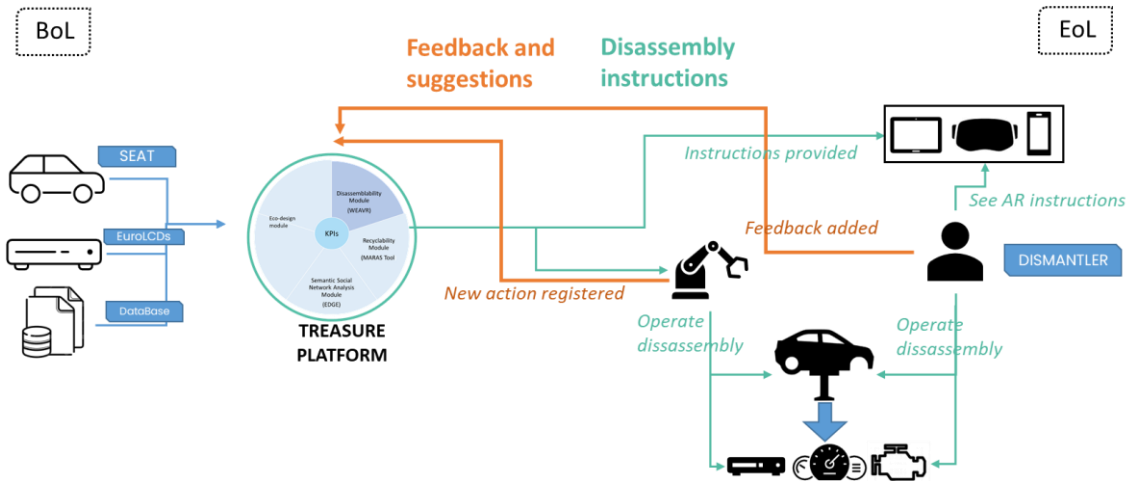 BoL
EoL
Feedback and
suggestions
Disassembly
instructions
SEAT
EuroLCDs
DataBase
Disassemblability
Module
(WEAVR)
Eco-design
module
KPIs
Recyclability
Module
(MARAS Tool
Semantic Social
Network Analysis
Module
(EDGE)
TREASURE
PLATFORM
Instructions provided
See AR instructions
Feedback added
DISMANTLER
New action registered
Operate
dissassembly
Operate
dissassembly